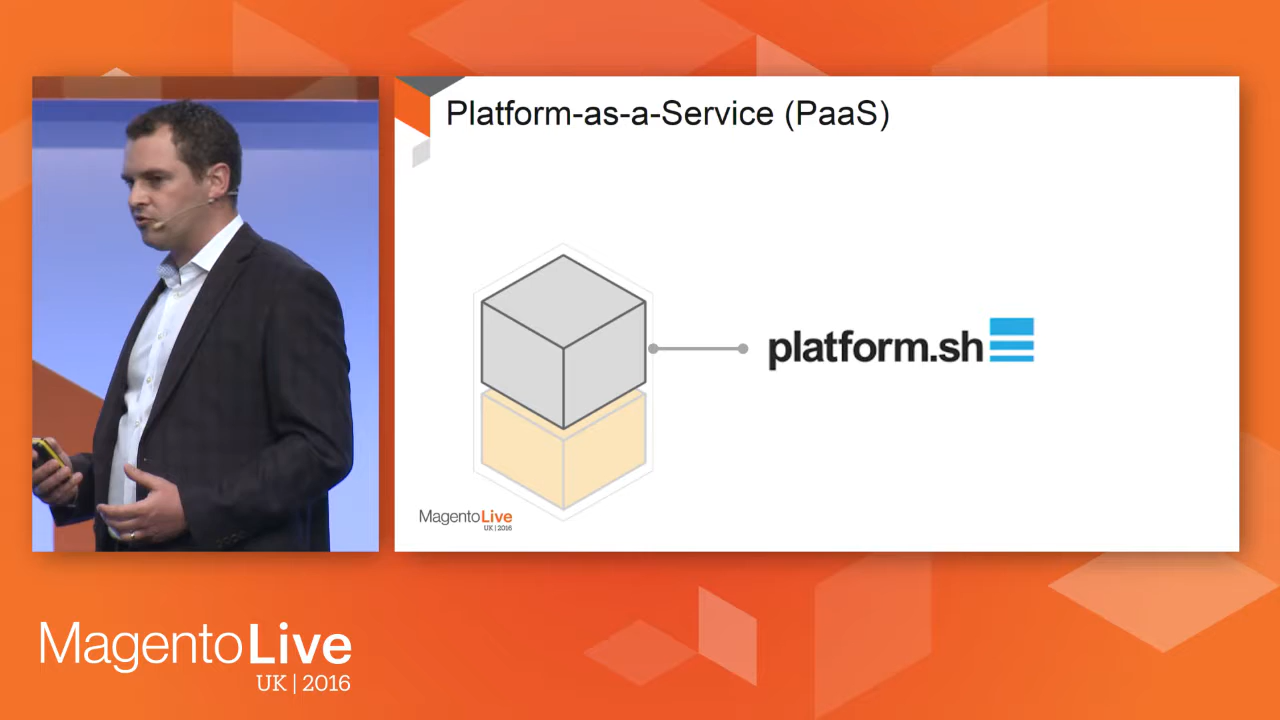 Platform-as-a-Service (PaaS)
platform.sh
MagentoLive
UK | 2016
MagentoLive
UK | 2016